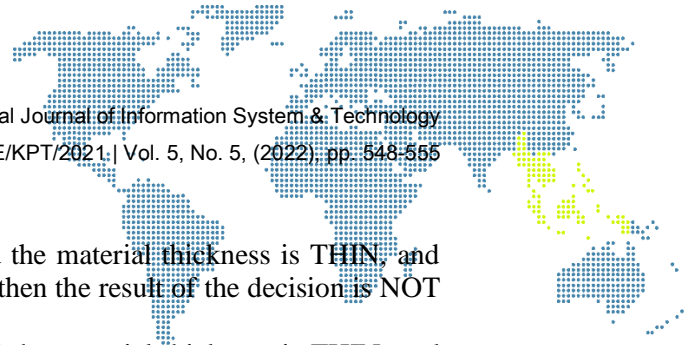 al Journal of Information System & Technology
E/KPT/2021 | Vol. 5, No. 5, (2022), pp. 548-555
the material thickness is THIN, and
then the result of the decision is NOT